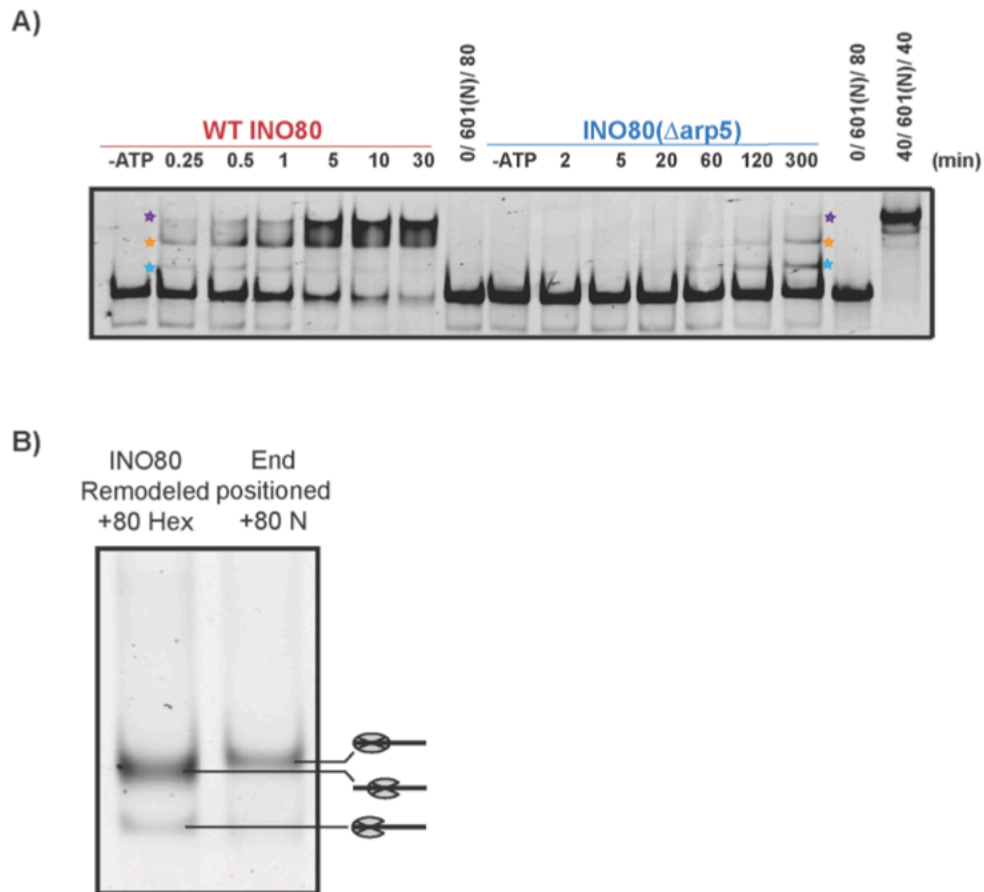 A)
0/ 601(N)/ 80
0/ 601(N)/ 80
40/ 601(N)/ 40
WT INO80
INO80(Δarp5)
-ATP 0.25 0.5 1 5 10 30
-ATP 2 5 20 60 120 300
(min)
B)
INO80
Remodeled
+80 Hex
End
positioned
+80 N